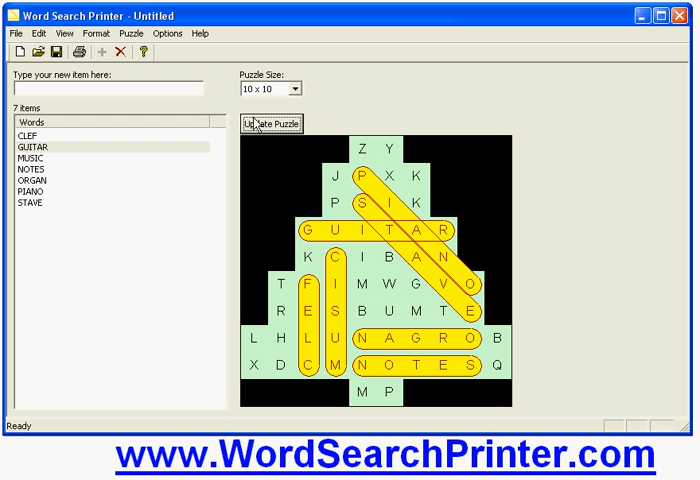 Word Search Printer - Untitled
File Edit View Format Puzzle Options Help
Type your new item here:
Puzzle Size:
10 x 10
7 items
Update Puzzle
Words
CLEF
GUITAR
MUSIC
NOTES
ORGAN
PIANO
STAVE
Z Y
J P X K
P S I K
G U I T A R
K C I B A N
T F I M W G V O
R E S B U M T E
L H L U N A G R O B
X D C M N O T E S Q
M P
Ready
www.WordSearchPrinter.com